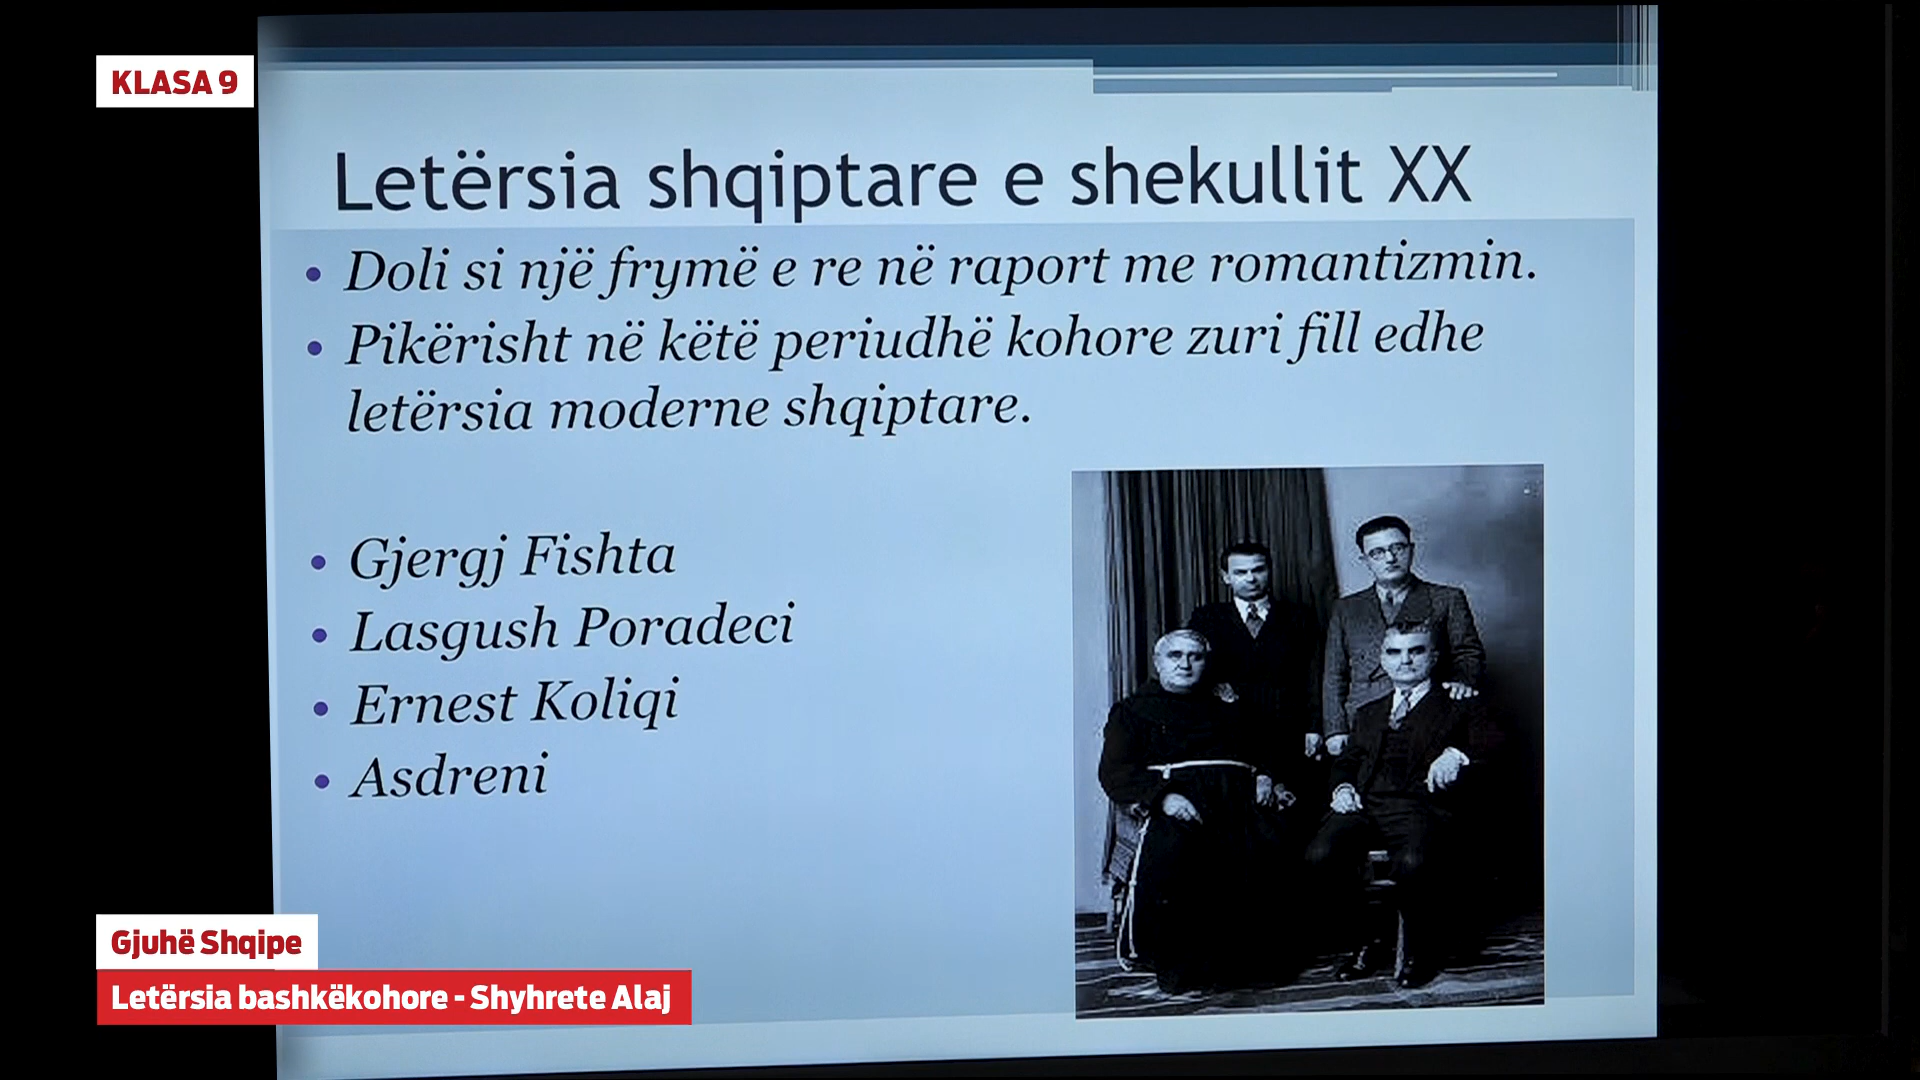 KLASA 9
Letërsia shqiptare e shekullit XX
• Doli si një frymë e re në raport me romantizmin.
• Pikërisht në këtë periudhë kohore zuri fill edhe
letërsia moderne shqiptare.
• Gjergj Fishta
• Lasgush Poradeci
• Ernest Koliqi
• Asdreni
Gjuhë Shqipe
Letërsia bashkëkohore - Shyhrete Alaj